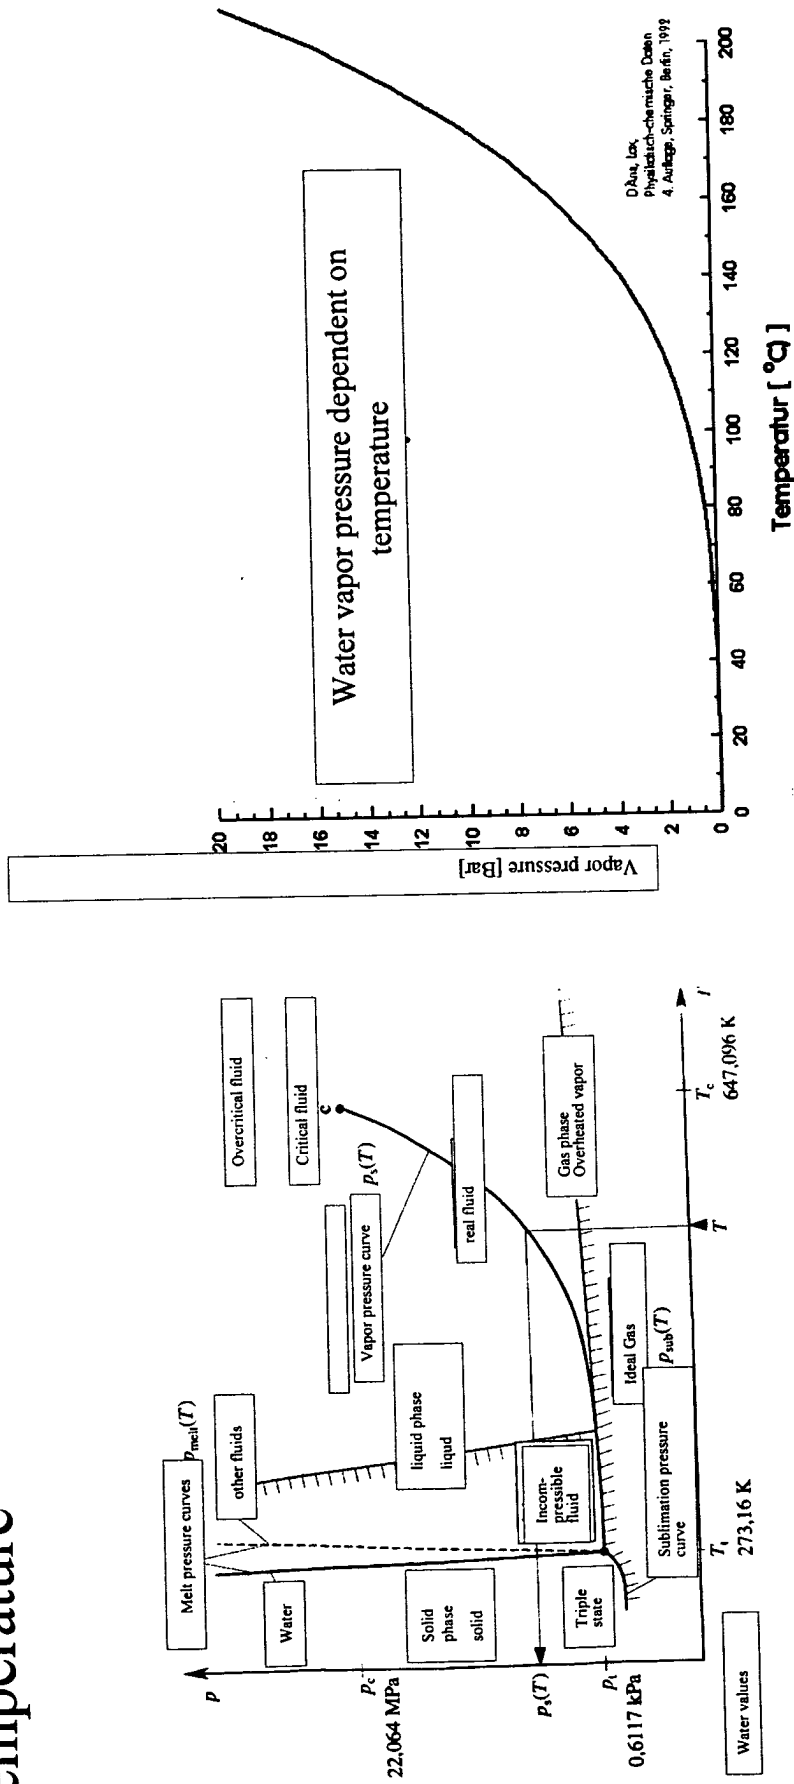 emperature
Melt pressure curves
p_melt(T)
other fluids
Water
Solid
phase
solid
liquid phase
liqud
Vapor pressure curve
p_s(T)
Overcritical fluid
Critical fluid
c
real fluid
Incom-
pressible
fluid
Triple
state
Gas phase
Overheated vapor
Ideal Gas
p_sub(T)
Sublimation pressure
curve
p
p_c
22,064 MPa
p_s(T)
p_t
0,6117 kPa
T_t
273,16 K
T
T_c
647,096 K
Water values
Water vapor pressure dependent on
temperature
Vapor pressure [Bar]
20
18
16
14
12
10
8
6
4
2
0
0 20 40 60 80 100 120 140 160 180 200
Temperatur [ °C) ]
D'Ans, Lax,
Physikalisch-chemische Daten
4. Auflage, Springer, Berlin, 1992